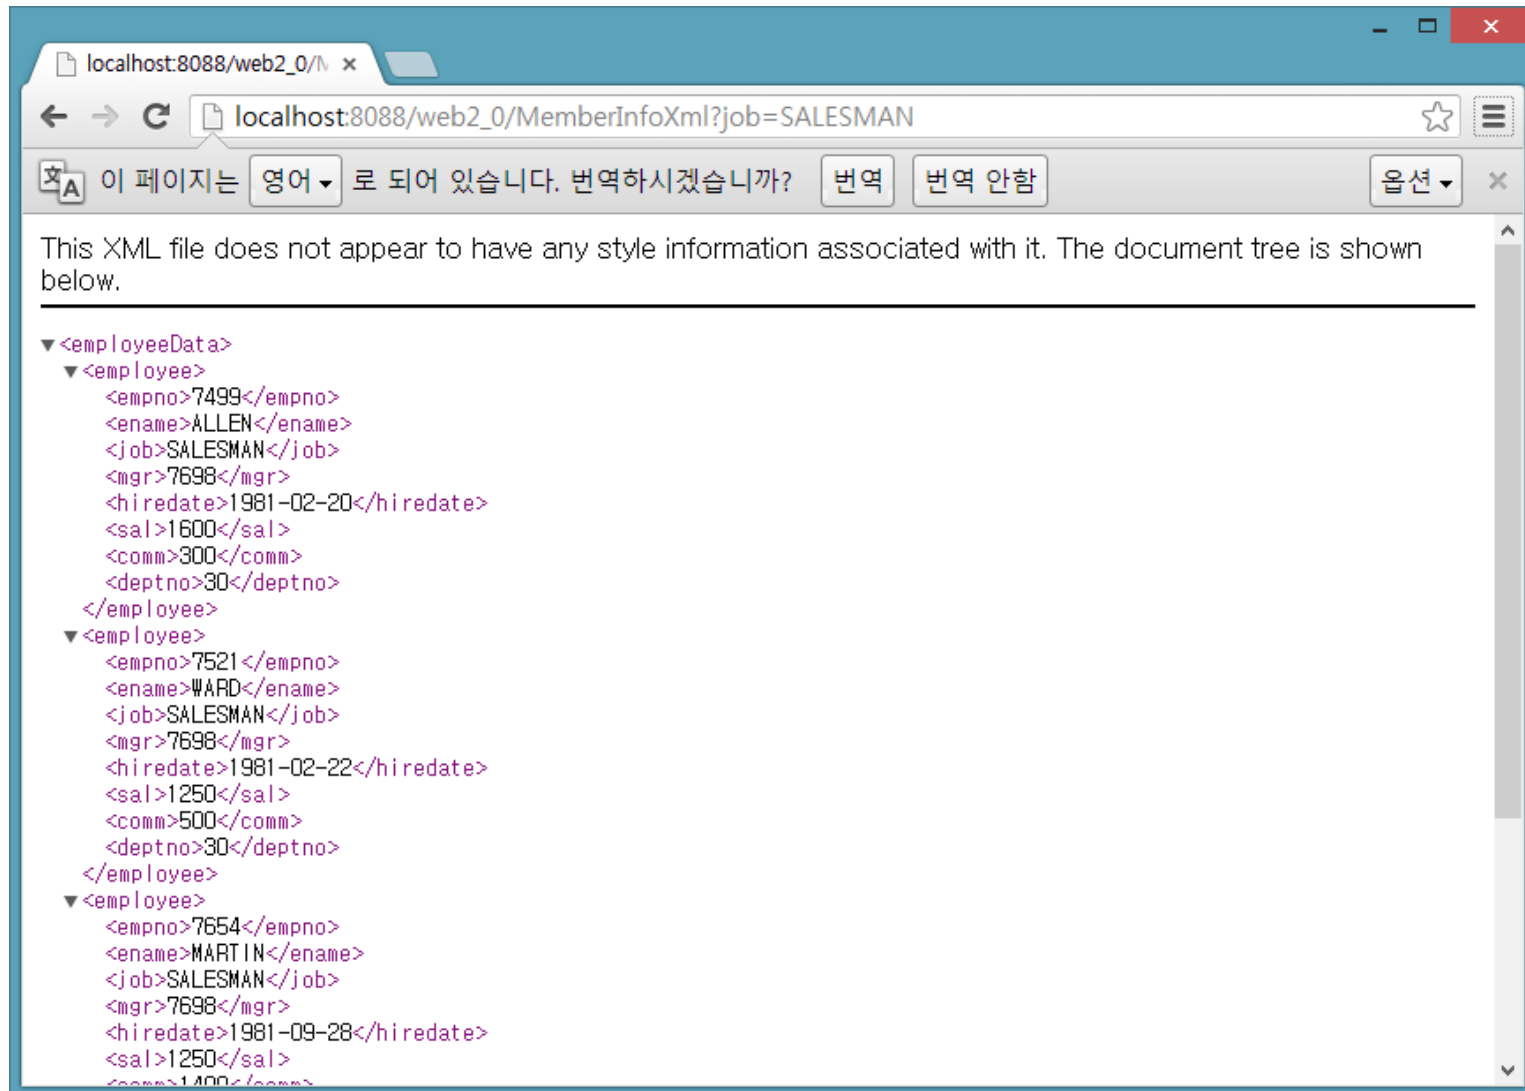 localhost:8088/web2_0/M
localhost:8088/web2_0/MemberInfoXml?job=SALESMAN
이 페이지는 영어 로 되어 있습니다. 번역하시겠습니까? 번역 번역 안함 옵션
This XML file does not appear to have any style information associated with it. The document tree is shown
below.
▼<employeeData>
▼<employee>
<empno>7499</empno>
<ename>ALLEN</ename>
<job>SALESMAN</job>
<mgr>7698</mgr>
<hiredate>1981-02-20</hiredate>
<sal>1600</sal>
<comm>300</comm>
<deptno>30</deptno>
</employee>
▼<employee>
<empno>7521</empno>
<ename>WARD</ename>
<job>SALESMAN</job>
<mgr>7698</mgr>
<hiredate>1981-02-22</hiredate>
<sal>1250</sal>
<comm>500</comm>
<deptno>30</deptno>
</employee>
▼<employee>
<empno>7654</empno>
<ename>MARTIN</ename>
<job>SALESMAN</job>
<mgr>7698</mgr>
<hiredate>1981-09-28</hiredate>
<sal>1250</sal>
<comm>1400</comm>